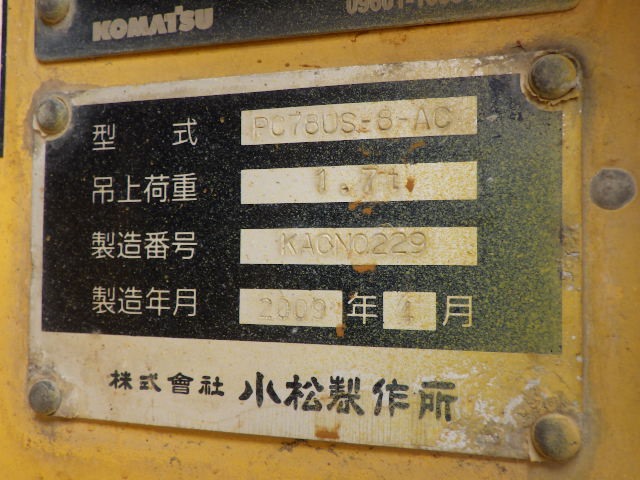 KOMATSU
型式 PC78US-8-AC
吊上荷重 1.7t
製造番号 KAGN0229
製造年月 2009年4月
株式會社 小松製作所